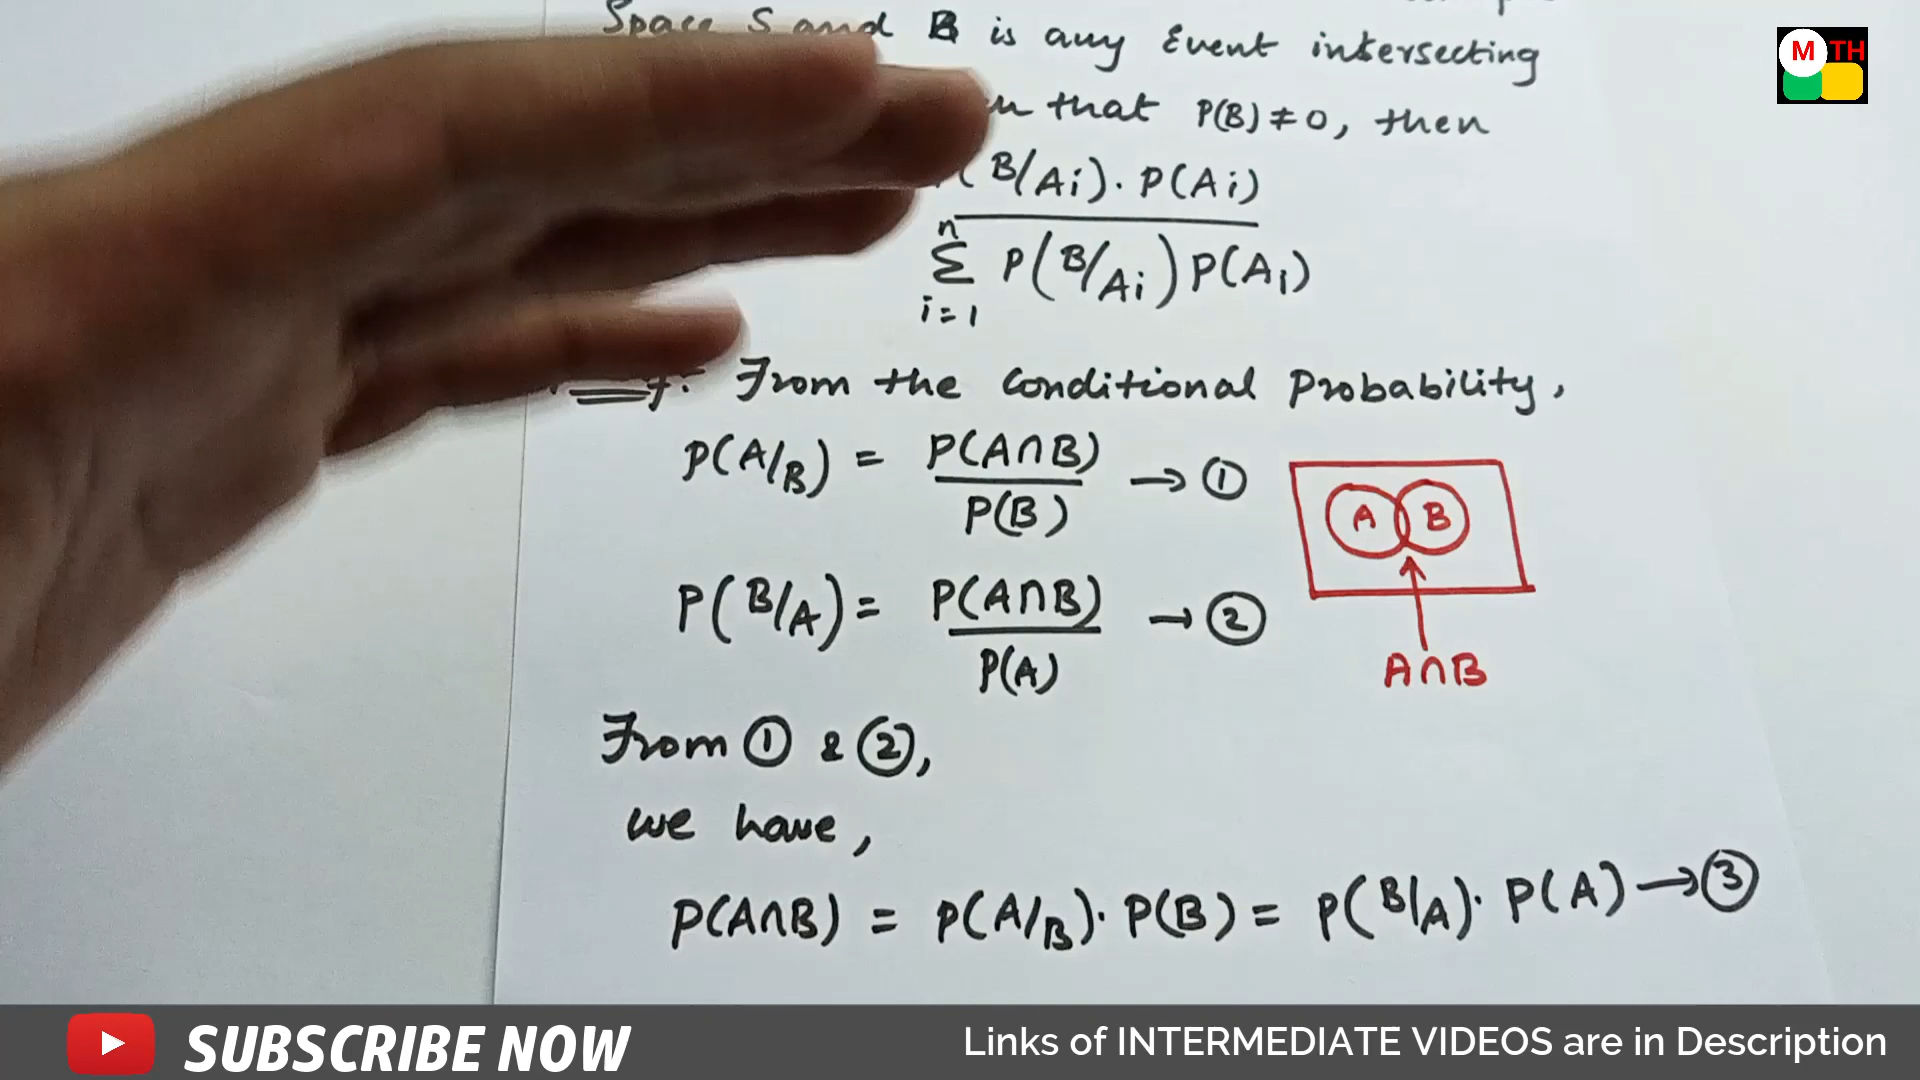 Space S and B is any Event intersecting
that P(B) ≠ 0, then
(B/Ai) . P(Ai)
n
Σ P(B/Ai) P(Ai)
i = 1
From the Conditional Probability,
P(A/B) = P(A∩B) / P(B) → ①
P(B/A) = P(A∩B) / P(A) → ②
A B
A∩B
From ① & ②,
we have,
P(A∩B) = P(A/B) . P(B) = P(B/A) . P(A) → ③
M TH
SUBSCRIBE NOW
Links of INTERMEDIATE VIDEOS are in Description